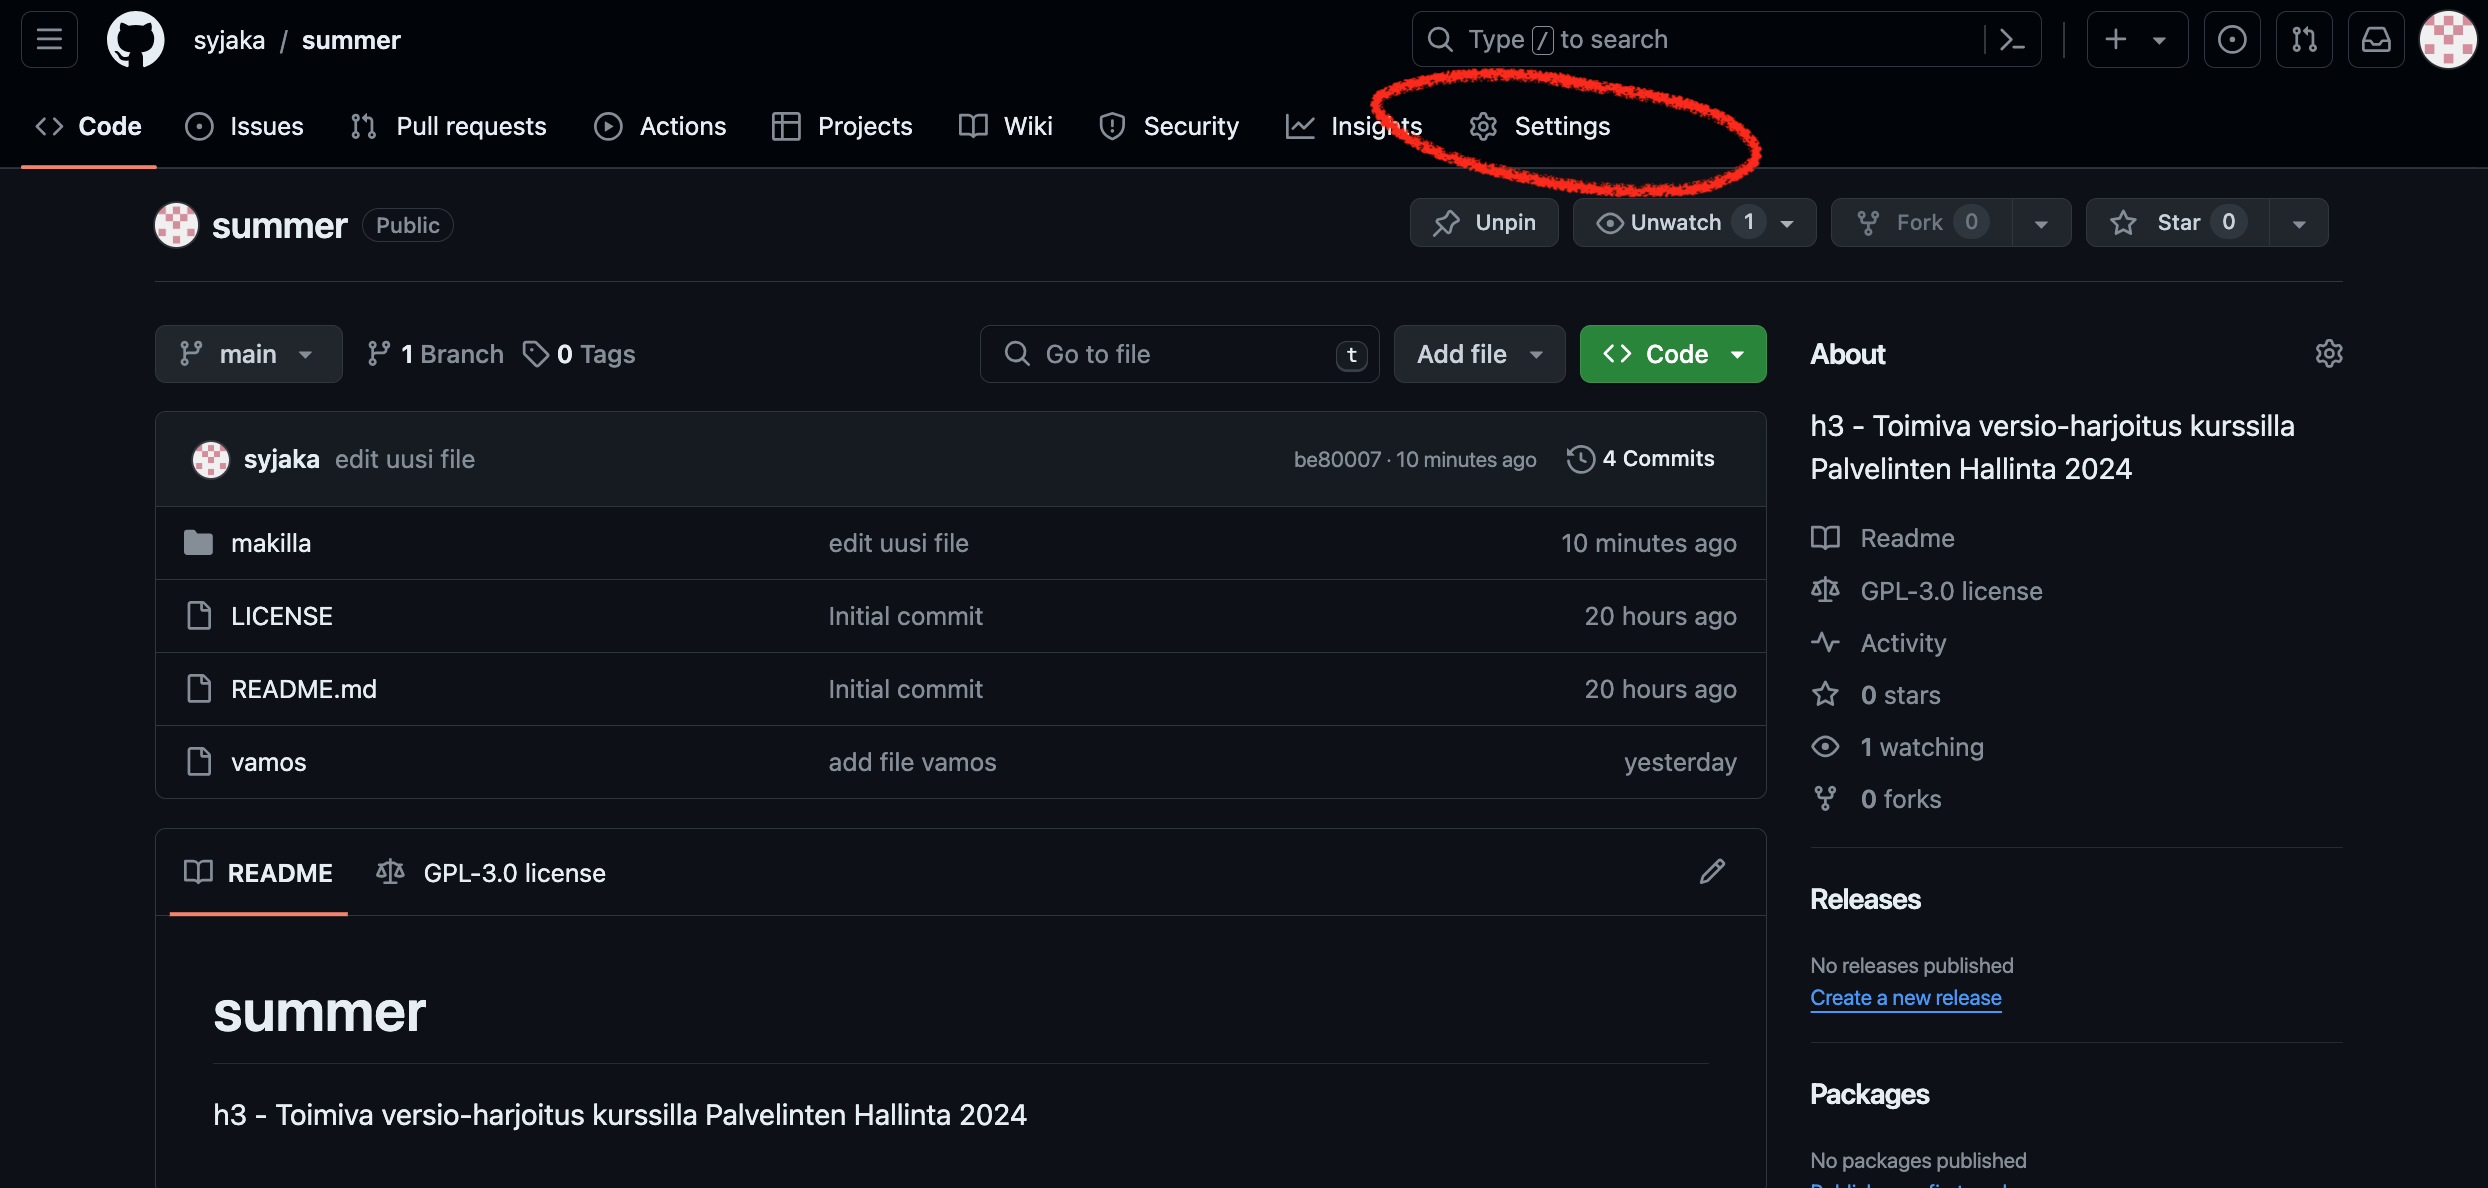 syjaka / summer
Type / to search
Code Issues Pull requests Actions Projects Wiki Security Insights Settings
summer Public
Unpin Unwatch 1 Fork 0 Star 0
main 1 Branch 0 Tags
Go to file t Add file Code
syjaka edit uusi file be80007 · 10 minutes ago 4 Commits
makilla edit uusi file 10 minutes ago
LICENSE Initial commit 20 hours ago
README.md Initial commit 20 hours ago
vamos add file vamos yesterday
README GPL-3.0 license
summer
h3 - Toimiva versio-harjoitus kurssilla Palvelinten Hallinta 2024
About
h3 - Toimiva versio-harjoitus kurssilla
Palvelinten Hallinta 2024
Readme
GPL-3.0 license
Activity
0 stars
1 watching
0 forks
Releases
No releases published
Create a new release
Packages
No packages published